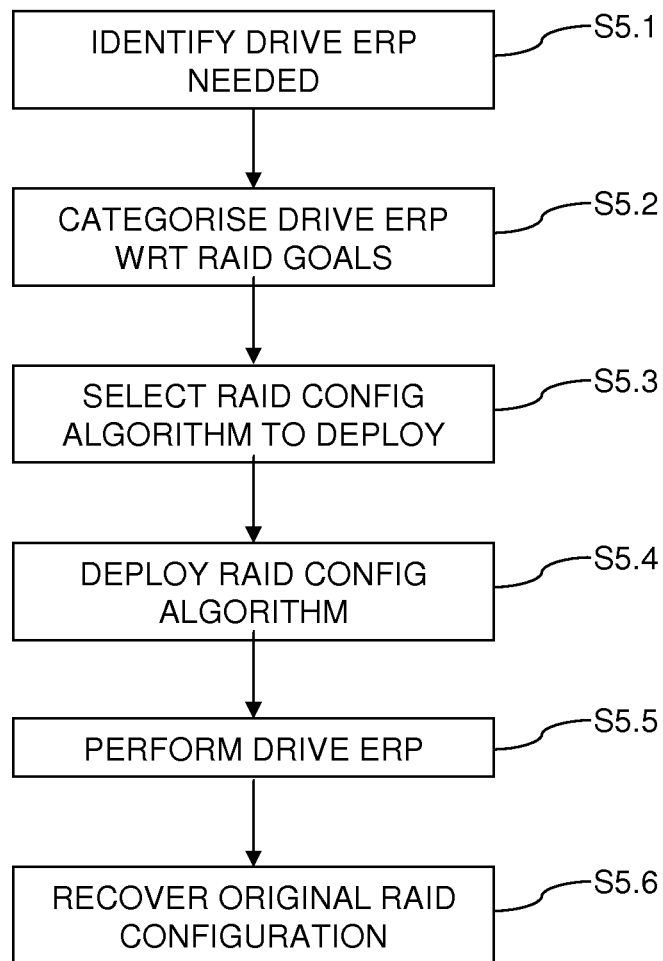 IDENTIFY DRIVE ERP
NEEDED
S5.1
CATEGORISE DRIVE ERP
WRT RAID GOALS
S5.2
SELECT RAID CONFIG
ALGORITHM TO DEPLOY
S5.3
DEPLOY RAID CONFIG
ALGORITHM
S5.4
PERFORM DRIVE ERP
S5.5
RECOVER ORIGINAL RAID
CONFIGURATION
S5.6